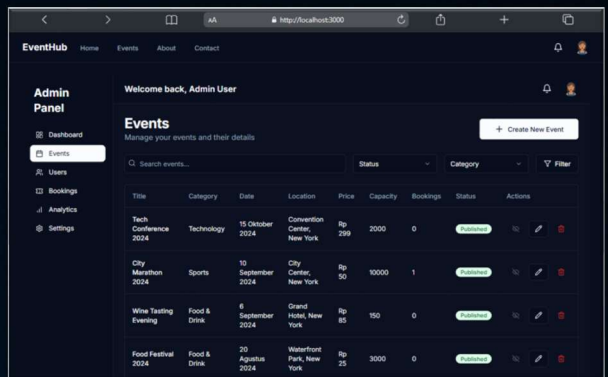 AA
http://localhost:3000
EventHub Home Events About Contact
Admin
Panel
Dashboard
Events
Users
Bookings
Analytics
Settings
Welcome back, Admin User
Events
Manage your events and their details
+ Create New Event
Search events...
Status
Category
Filter
Title Category Date Location Price Capacity Bookings Status Actions
Tech
Conference
2024
Technology
15 Oktober
2024
Convention
Center,
New York
Rp
299
2000
0
Published
City
Marathon
2024
Sports
10
September
2024
City
Center,
New York
Rp
50
10000
1
Published
Wine Tasting
Evening
Food &
Drink
6
September
2024
Grand
Hotel, New
York
Rp
85
150
0
Published
Food Festival
2024
Food &
Drink
20
Agustus
2024
Waterfront
Park, New
York
Rp
25
3000
0
Published